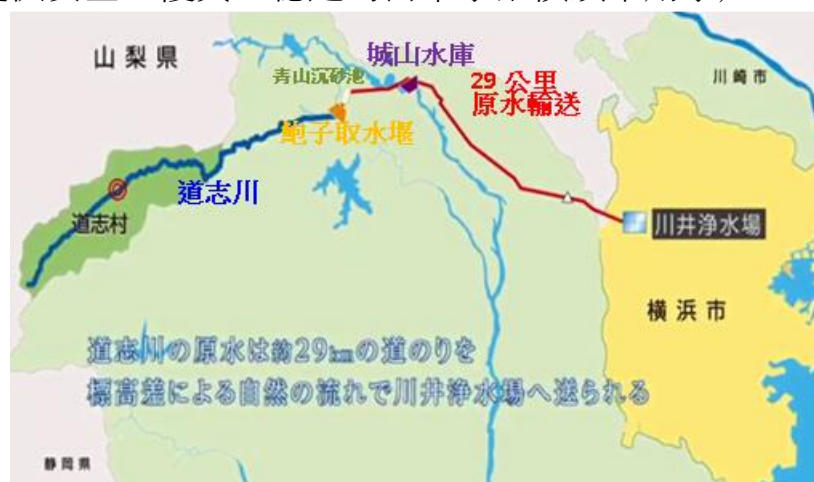 山梨県
城山水庫
青山沉砂池
29 公里
原水輸送
川崎市
鮑子取水堰
道志川
道志村
川井浄水場
横浜市
道志川の原水は約29kmの道のりを
標高差による自然の流れで川井浄水場へ送られる
静岡県